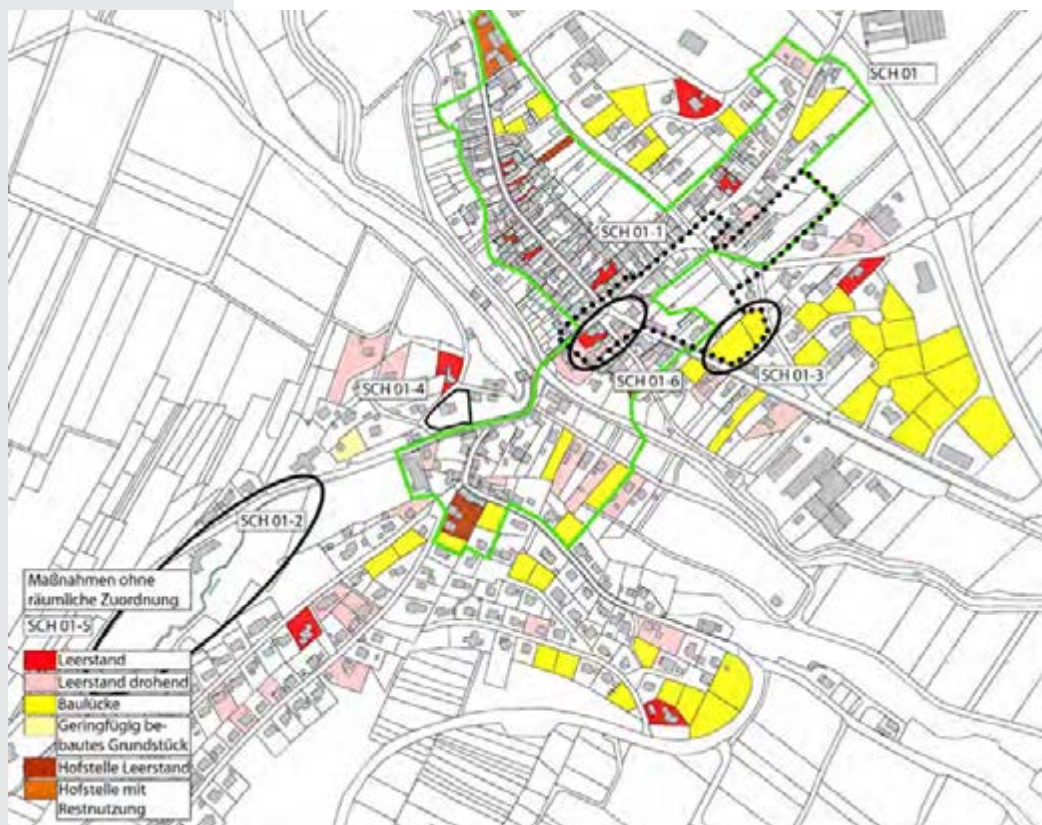 SCH 01
SCH 01-1
SCH 01-4
SCH 01-6
SCH 01-3
SCH 01-2
Maßnahmen ohne
räumliche Zuordnung
SCH 01-5
Leerstand
Leerstand drohend
Baulücke
Geringfügig be-
bautes Grundstück
Hofstelle Leerstand
Hofstelle mit
Restnutzung